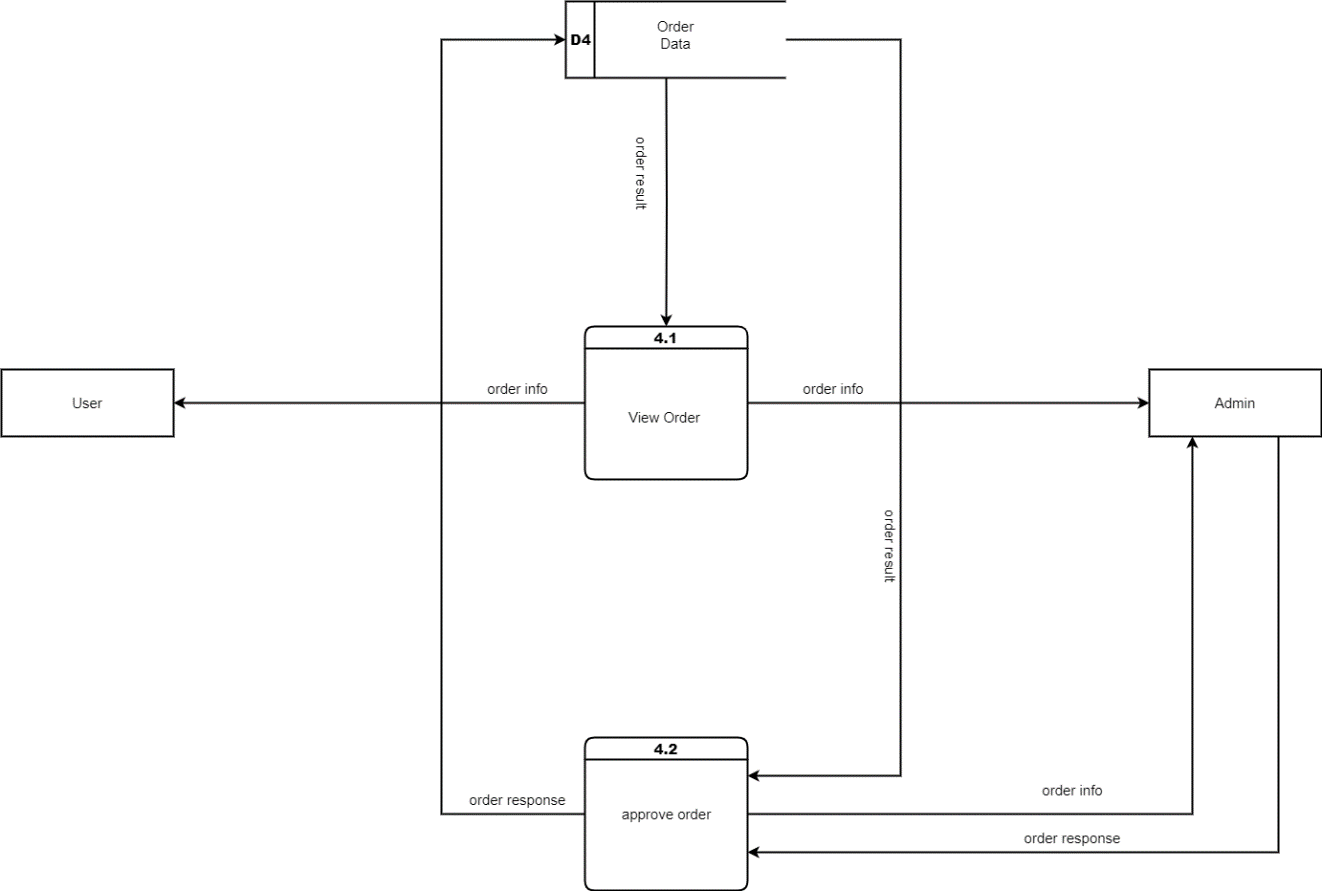 D4
Order
Data
order result
4.1
order info
order info
User
View Order
Admin
order result
4.2
order info
order response
approve order
order response